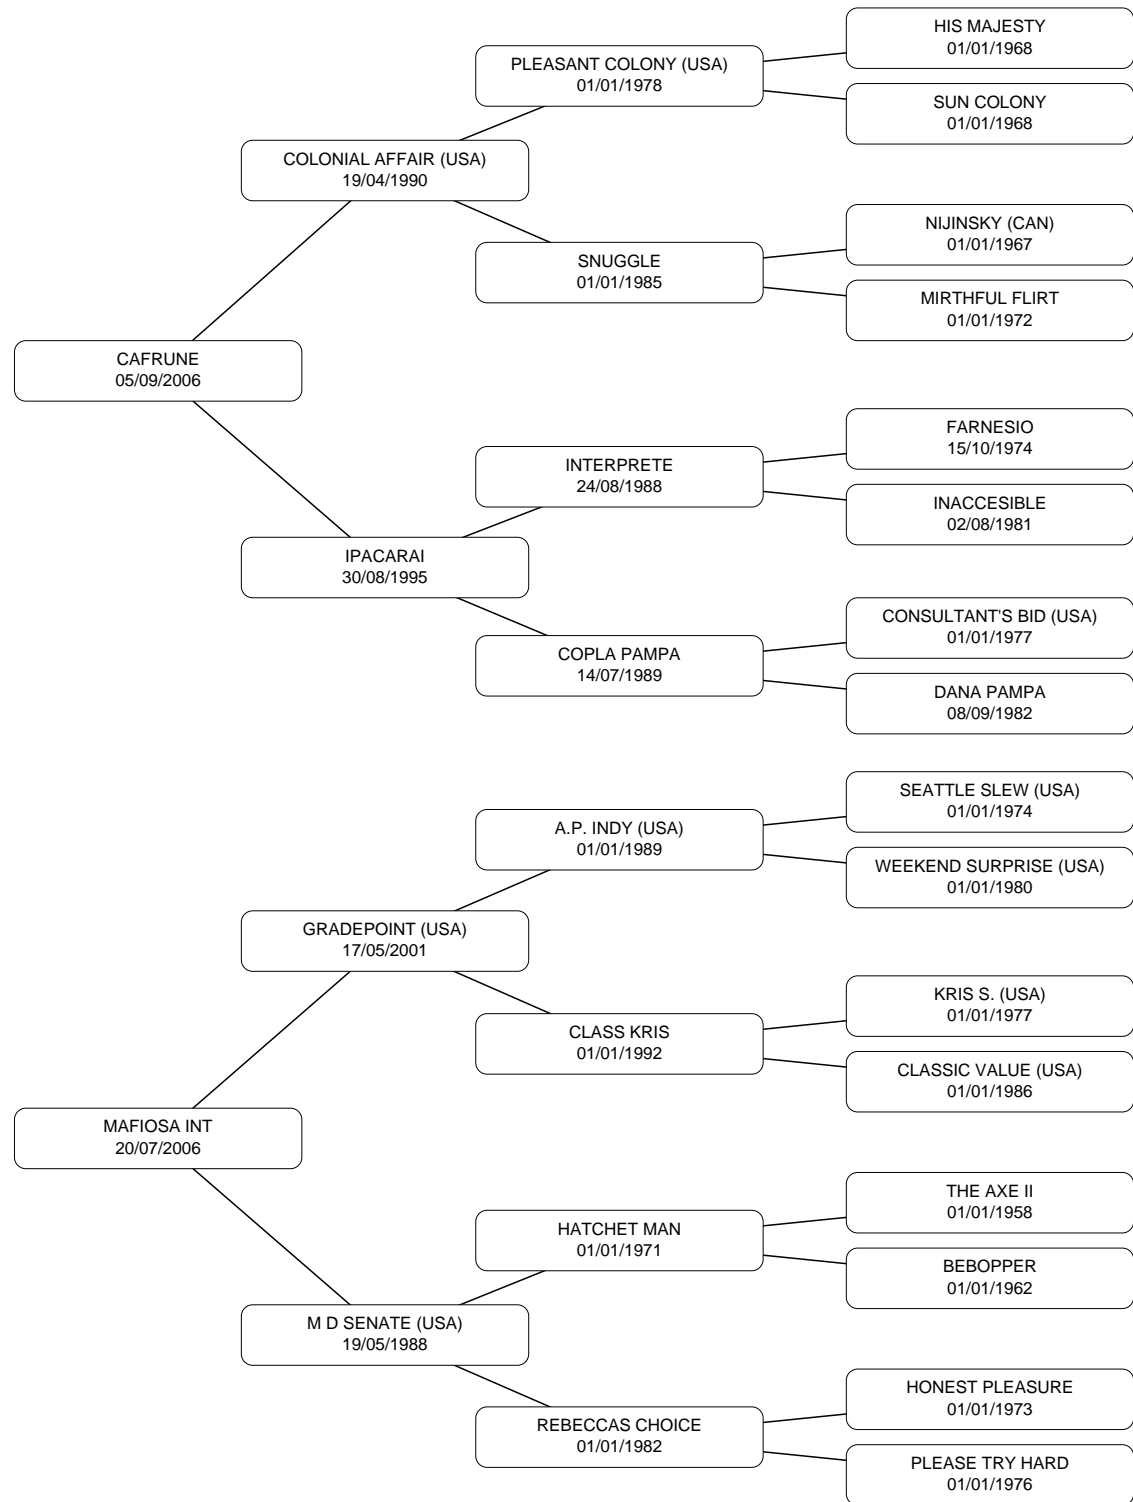 HIS MAJESTY
01/01/1968
PLEASANT COLONY (USA)
01/01/1978
SUN COLONY
01/01/1968
COLONIAL AFFAIR (USA)
19/04/1990
NIJINSKY (CAN)
01/01/1967
SNUGGLE
01/01/1985
MIRTHFUL FLIRT
01/01/1972
CAFRUNE
05/09/2006
FARNESIO
15/10/1974
INTERPRETE
24/08/1988
INACCESIBLE
02/08/1981
IPACARAI
30/08/1995
CONSULTANT'S BID (USA)
01/01/1977
COPLA PAMPA
14/07/1989
DANA PAMPA
08/09/1982
SEATTLE SLEW (USA)
01/01/1974
A.P. INDY (USA)
01/01/1989
WEEKEND SURPRISE (USA)
01/01/1980
GRADEPOINT (USA)
17/05/2001
KRIS S. (USA)
01/01/1977
CLASS KRIS
01/01/1992
CLASSIC VALUE (USA)
01/01/1986
MAFIOSA INT
20/07/2006
THE AXE II
01/01/1958
HATCHET MAN
01/01/1971
BEBOPPER
01/01/1962
M D SENATE (USA)
19/05/1988
HONEST PLEASURE
01/01/1973
REBECCAS CHOICE
01/01/1982
PLEASE TRY HARD
01/01/1976